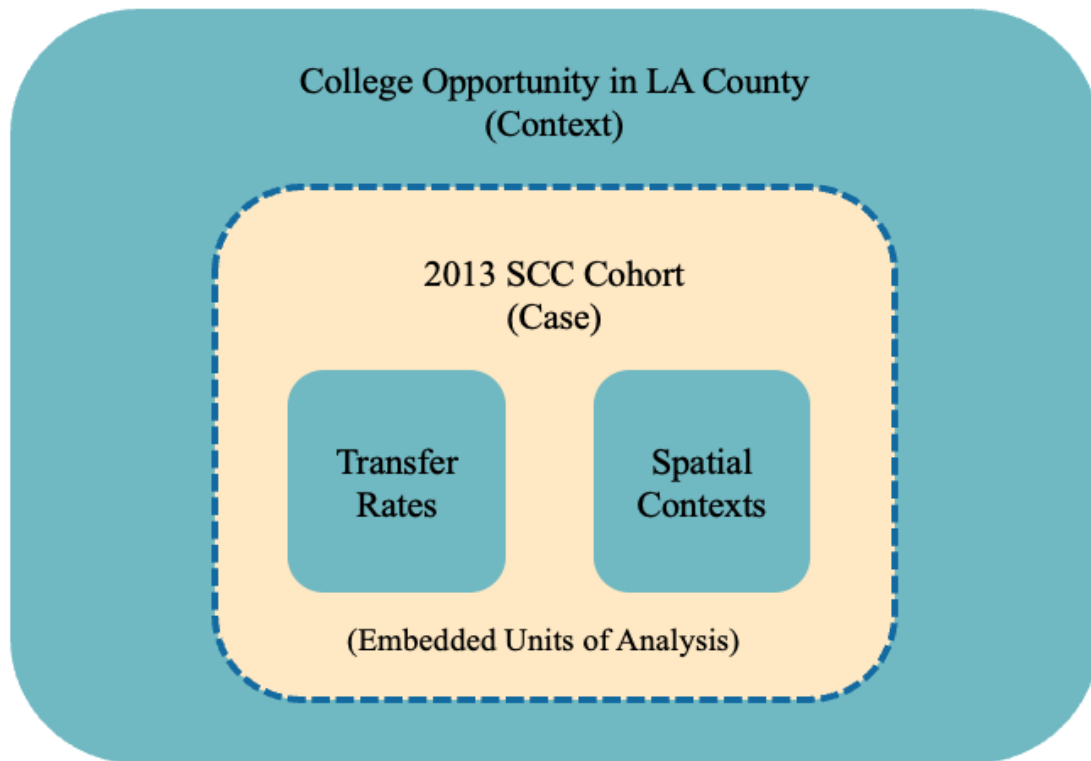 College Opportunity in LA County
(Context)
2013 SCC Cohort
(Case)
Transfer
Rates
Spatial
Contexts
(Embedded Units of Analysis)